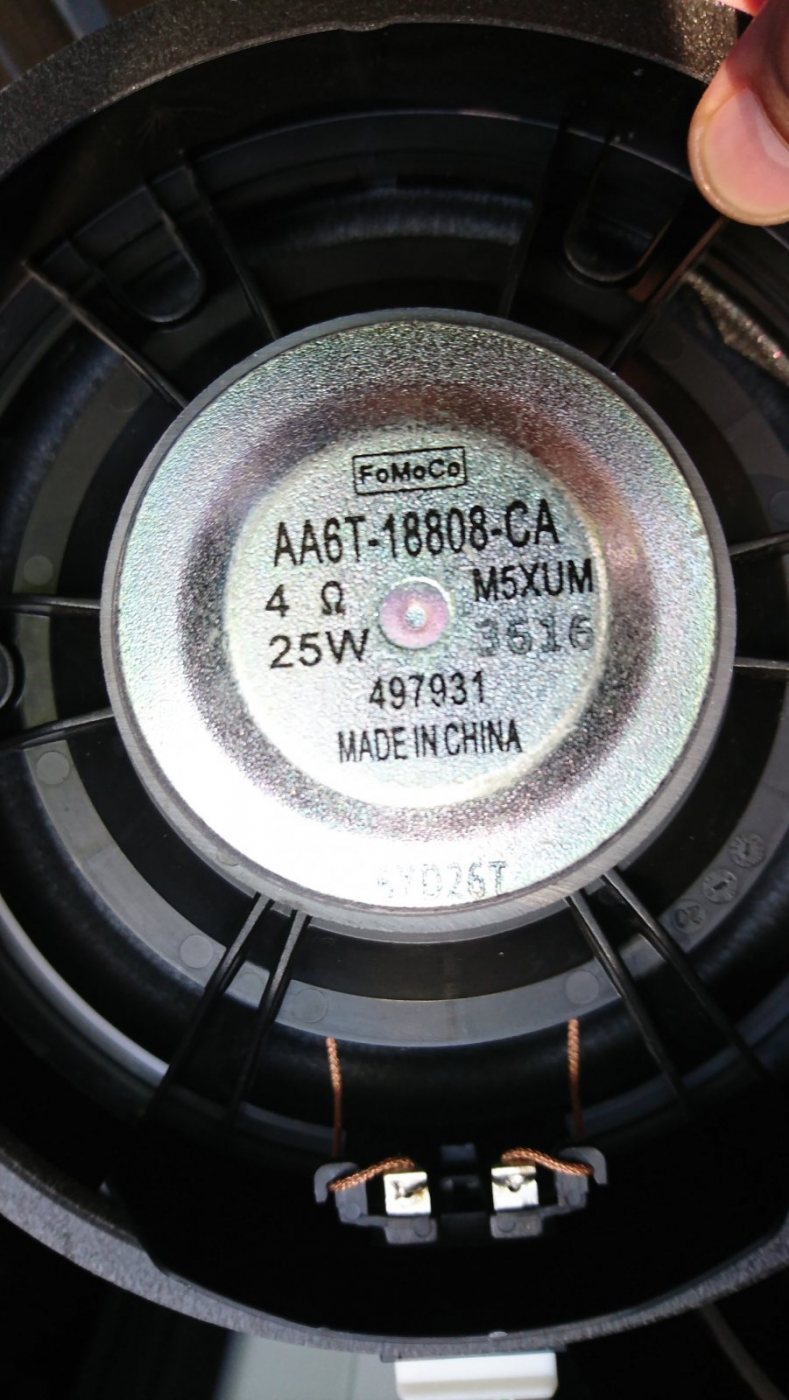 FoMoCo
AA6T-18808-CA
4 Ω M5XUM
25W 3516
497931
MADE IN CHINA